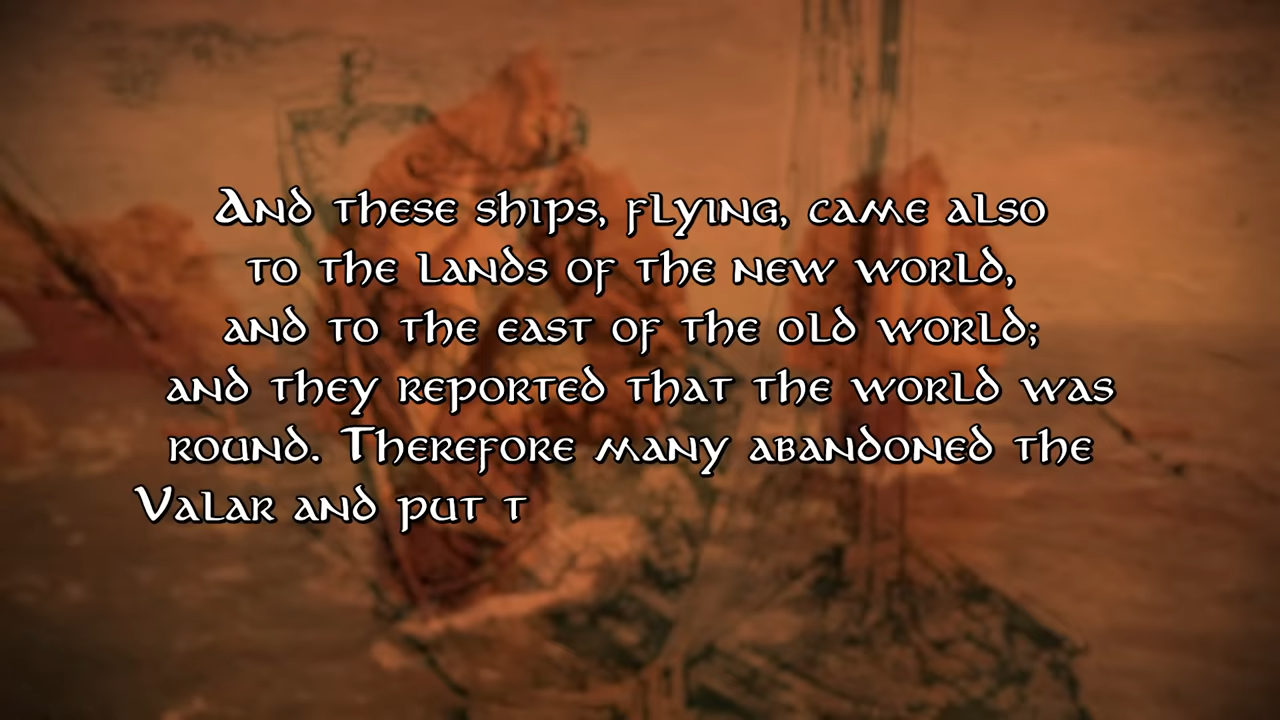 And these ships, flying, came also
to the lands of the new world,
and to the east of the old world;
and they reported that the world was
round. Therefore many abandoned the
Valar and put t